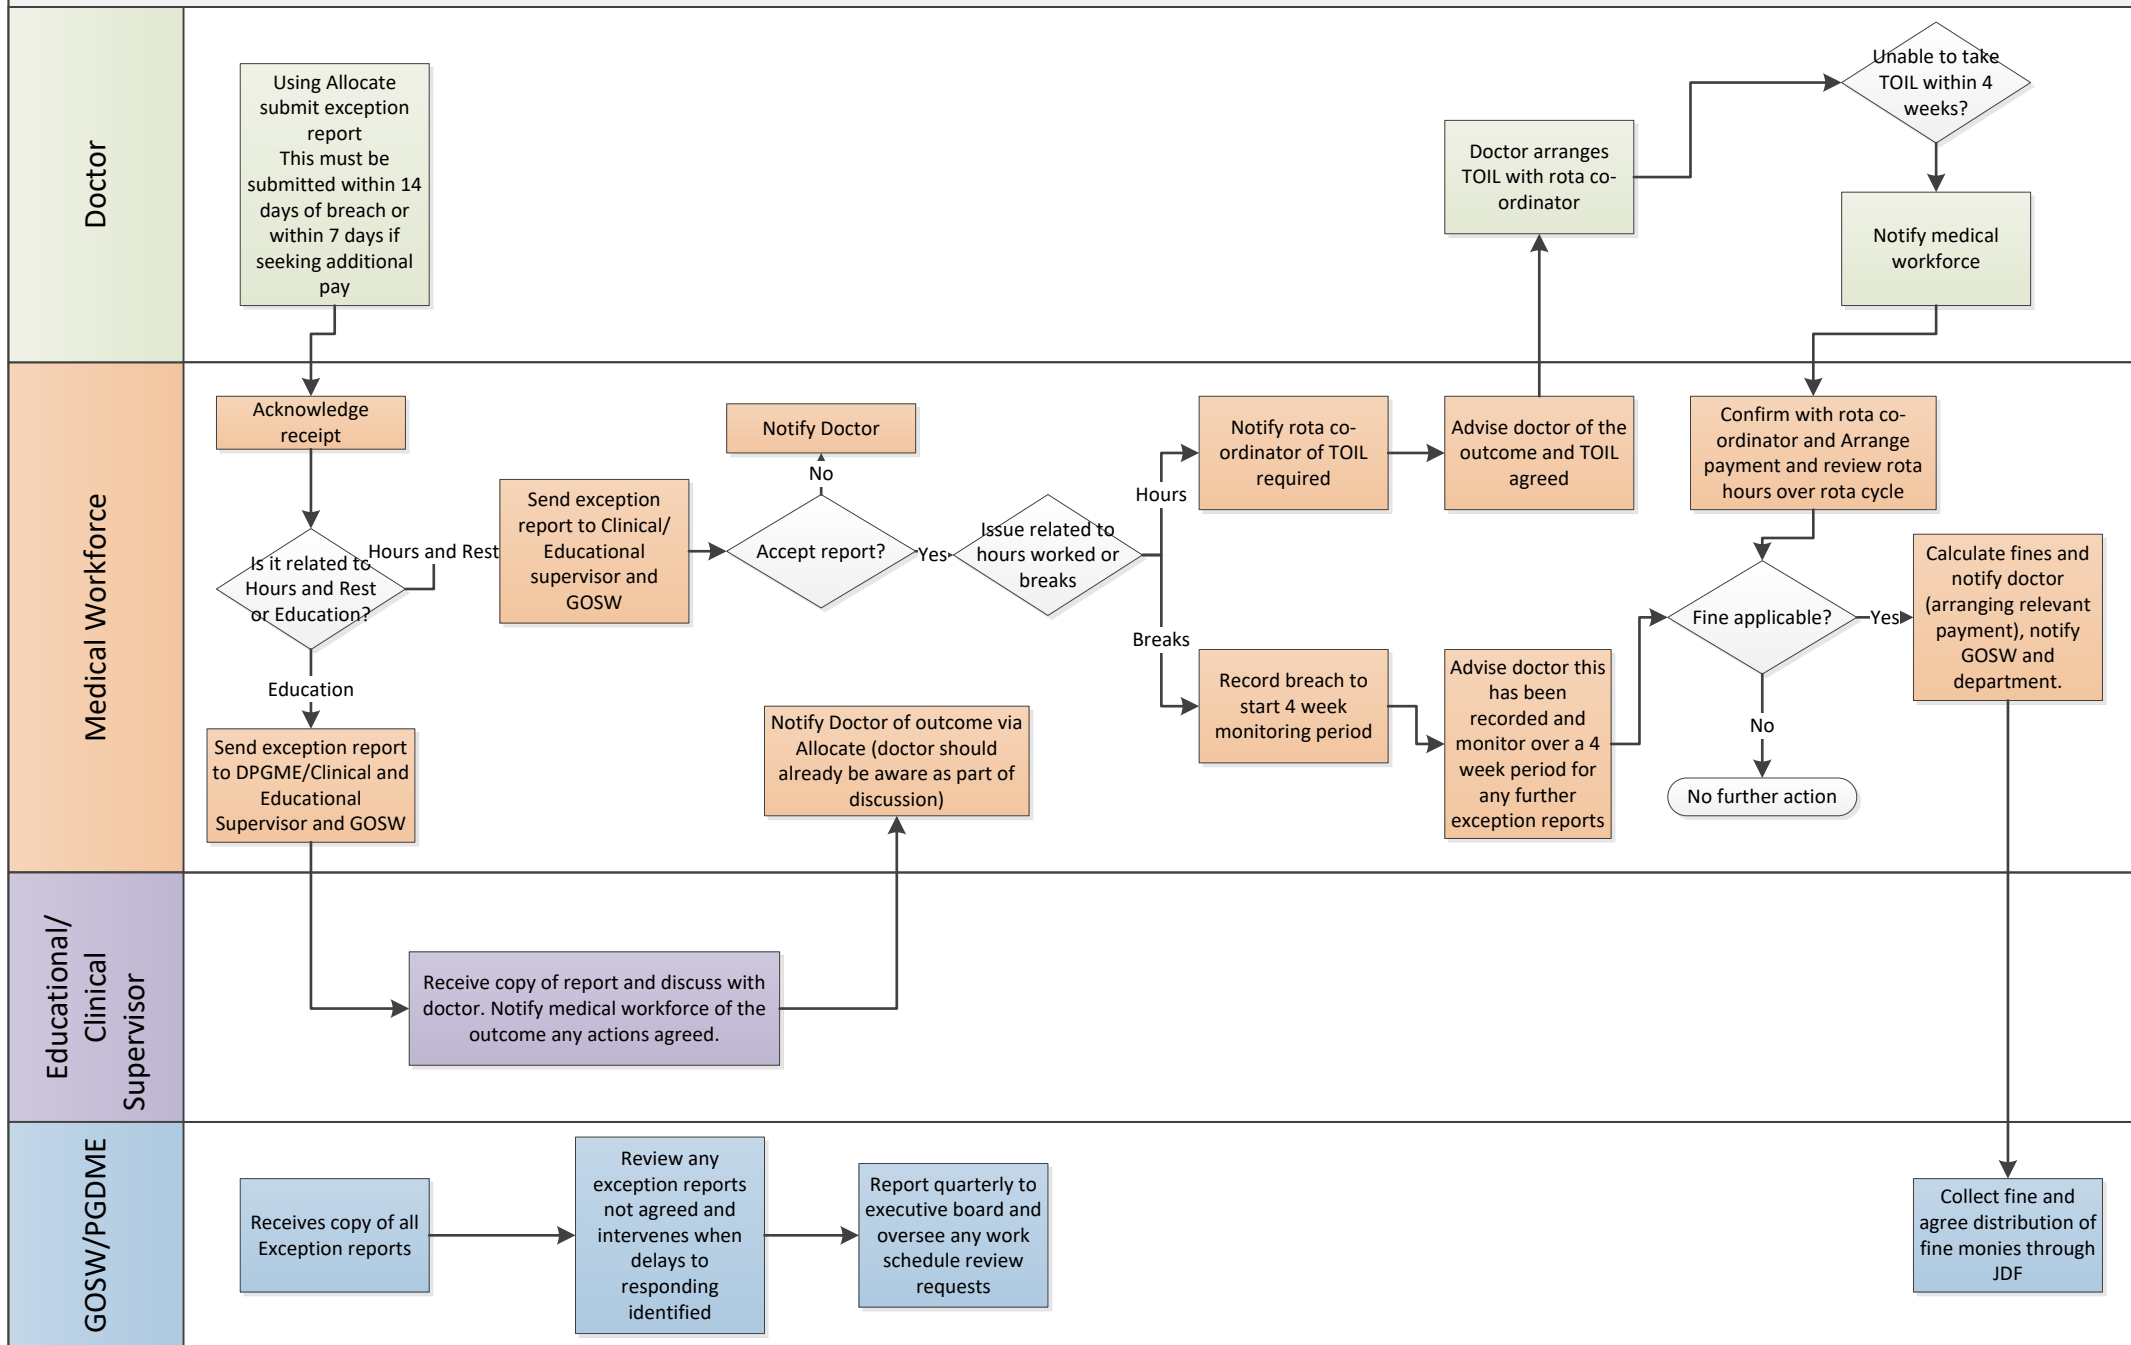 Doctor
Using Allocate
submit exception
report
This must be
submitted within 14
days of breach or
within 7 days if
seeking additional
pay
Doctor arranges
TOIL with rota co-
ordinator
Unable to take
TOIL within 4
weeks?
Notify medical
workforce
Medical Workforce
Acknowledge
receipt
Is it related to
Hours and Rest
or Education?
Hours and Rest
Education
Send exception report
to DPGME/Clinical and
Educational
Supervisor and GOSW
Send exception
report to Clinical/
Educational
supervisor and
GOSW
Notify Doctor
No
Accept report?
Yes
Issue related to
hours worked or
breaks
Hours
Breaks
Notify Doctor of outcome via
Allocate (doctor should
already be aware as part of
discussion)
Notify rota co-
ordinator of TOIL
required
Advise doctor of the
outcome and TOIL
agreed
Record breach to
start 4 week
monitoring period
Advise doctor this
has been
recorded and
monitor over a 4
week period for
any further
exception reports
Confirm with rota co-
ordinator and Arrange
payment and review rota
hours over rota cycle
Fine applicable?
Yes
No
No further action
Calculate fines and
notify doctor
(arranging relevant
payment), notify
GOSW and
department.
Educational/
Clinical
Supervisor
Receive copy of report and discuss with
doctor. Notify medical workforce of the
outcome any actions agreed.
GOSW/PGDME
Receives copy of all
Exception reports
Review any
exception reports
not agreed and
intervenes when
delays to
responding
identified
Report quarterly to
executive board and
oversee any work
schedule review
requests
Collect fine and
agree distribution of
fine monies through
JDF